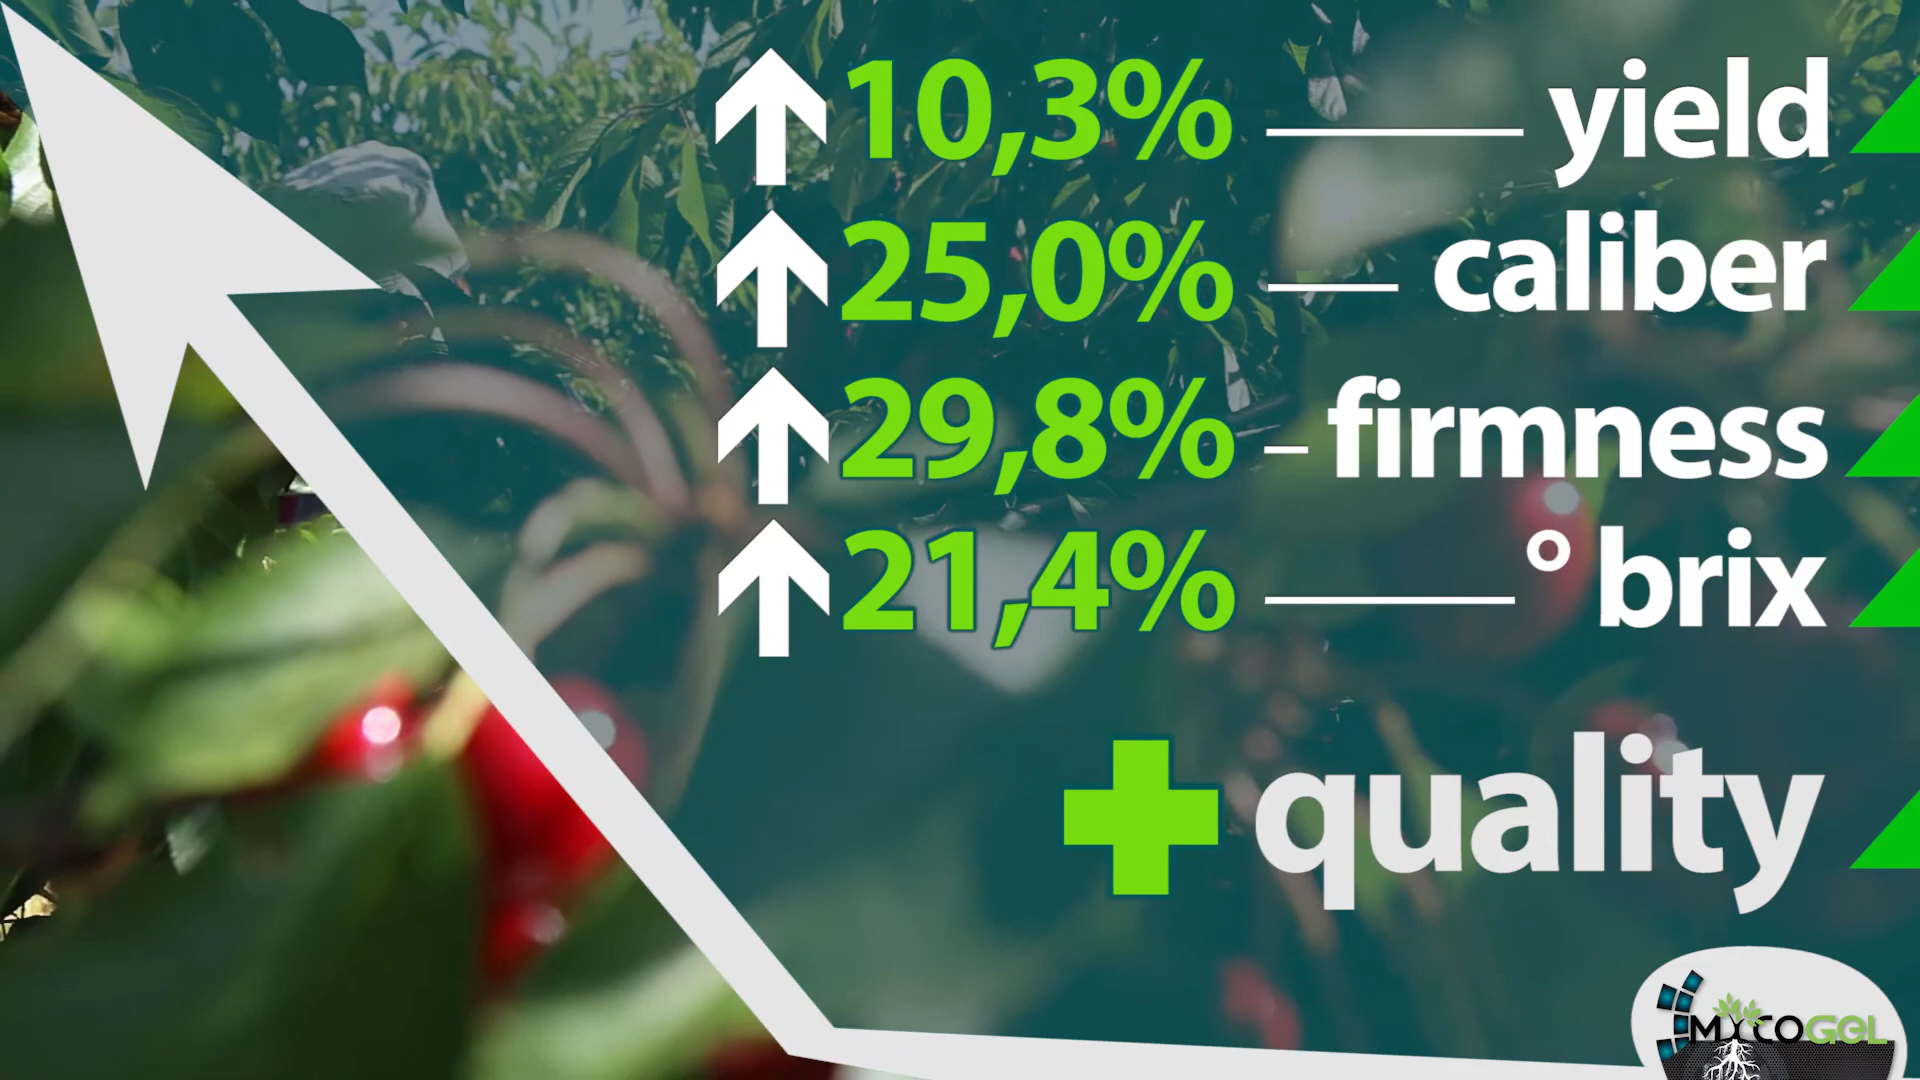 10,3% yield
25,0% caliber
29,8% firmness
21,4% ° brix
+ quality
MYCOGEL